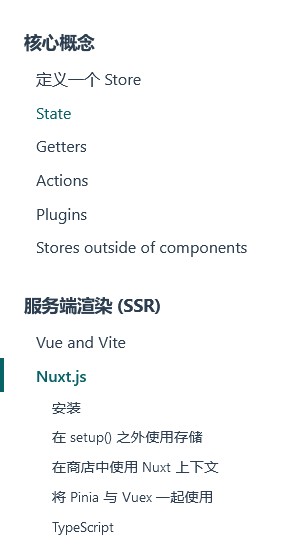 核心概念
定义一个 Store
State
Getters
Actions
Plugins
Stores outside of components
服务端渲染 (SSR)
Vue and Vite
Nuxt.js
安装
在 setup() 之外使用存储
在商店中使用 Nuxt 上下文
将 Pinia 与 Vuex 一起使用
TypeScript